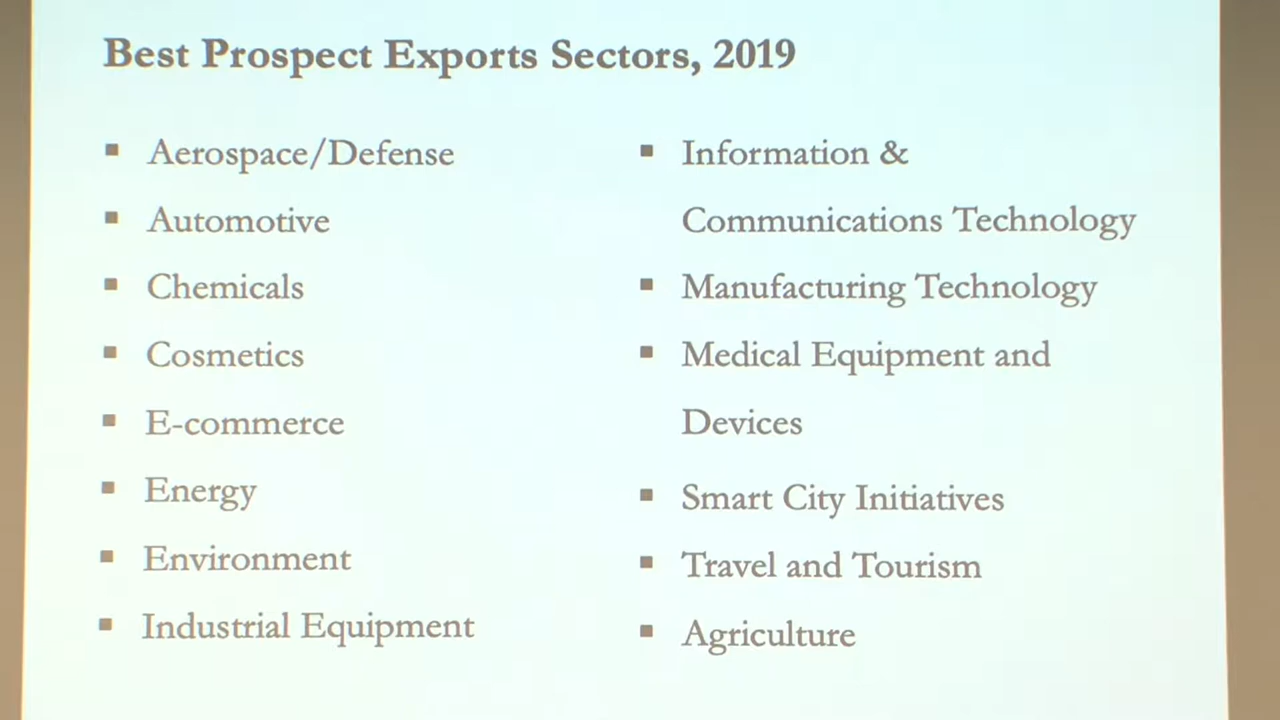 Best Prospect Exports Sectors, 2019
▪ Aerospace/Defense
▪ Automotive
▪ Chemicals
▪ Cosmetics
▪ E-commerce
▪ Energy
▪ Environment
▪ Industrial Equipment
▪ Information &
Communications Technology
▪ Manufacturing Technology
▪ Medical Equipment and
Devices
▪ Smart City Initiatives
▪ Travel and Tourism
▪ Agriculture